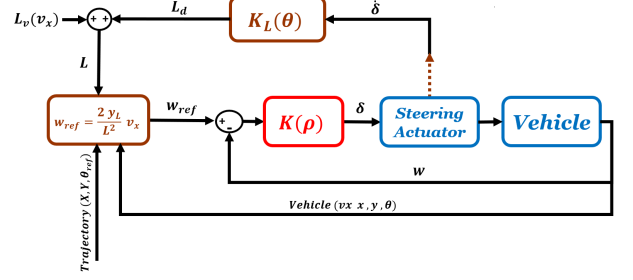 L_v(v_x)
+ +
L_d
K_L(θ)
δ̇
L
w_ref = 2 y_L / L² v_x
w_ref
+
-
K(ρ)
δ
Steering
Actuator
Vehicle
w
Vehicle (vx x, y, θ)
Trajectory (X,Y,θ_ref)